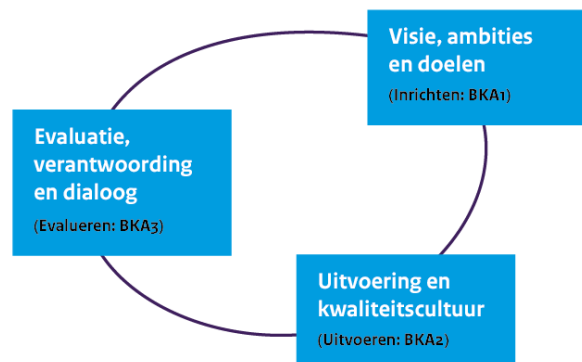 Visie, ambities
en doelen
(Inrichten: BKA1)
Evaluatie,
verantwoording
en dialoog
(Evalueren: BKA3)
Uitvoering en
kwaliteitscultuur
(Uitvoeren: BKA2)